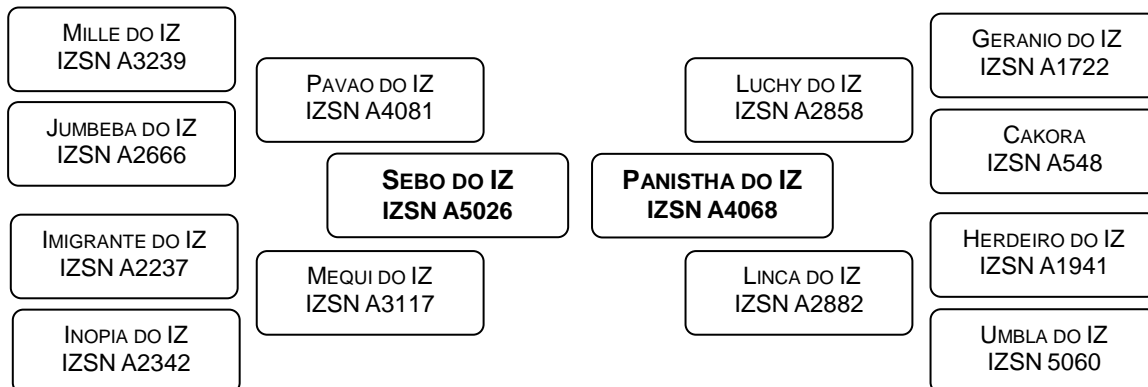 MILLE DO IZ
IZSN A3239
JUMBEBA DO IZ
IZSN A2666
IMIGRANTE DO IZ
IZSN A2237
INOPIA DO IZ
IZSN A2342
PAVAO DO IZ
IZSN A4081
MEQUI DO IZ
IZSN A3117
SEBO DO IZ
IZSN A5026
PANISTHA DO IZ
IZSN A4068
LUCHY DO IZ
IZSN A2858
LINCA DO IZ
IZSN A2882
GERANIO DO IZ
IZSN A1722
CAKORA
IZSN A548
HERDEIRO DO IZ
IZSN A1941
UMBLA DO IZ
IZSN 5060